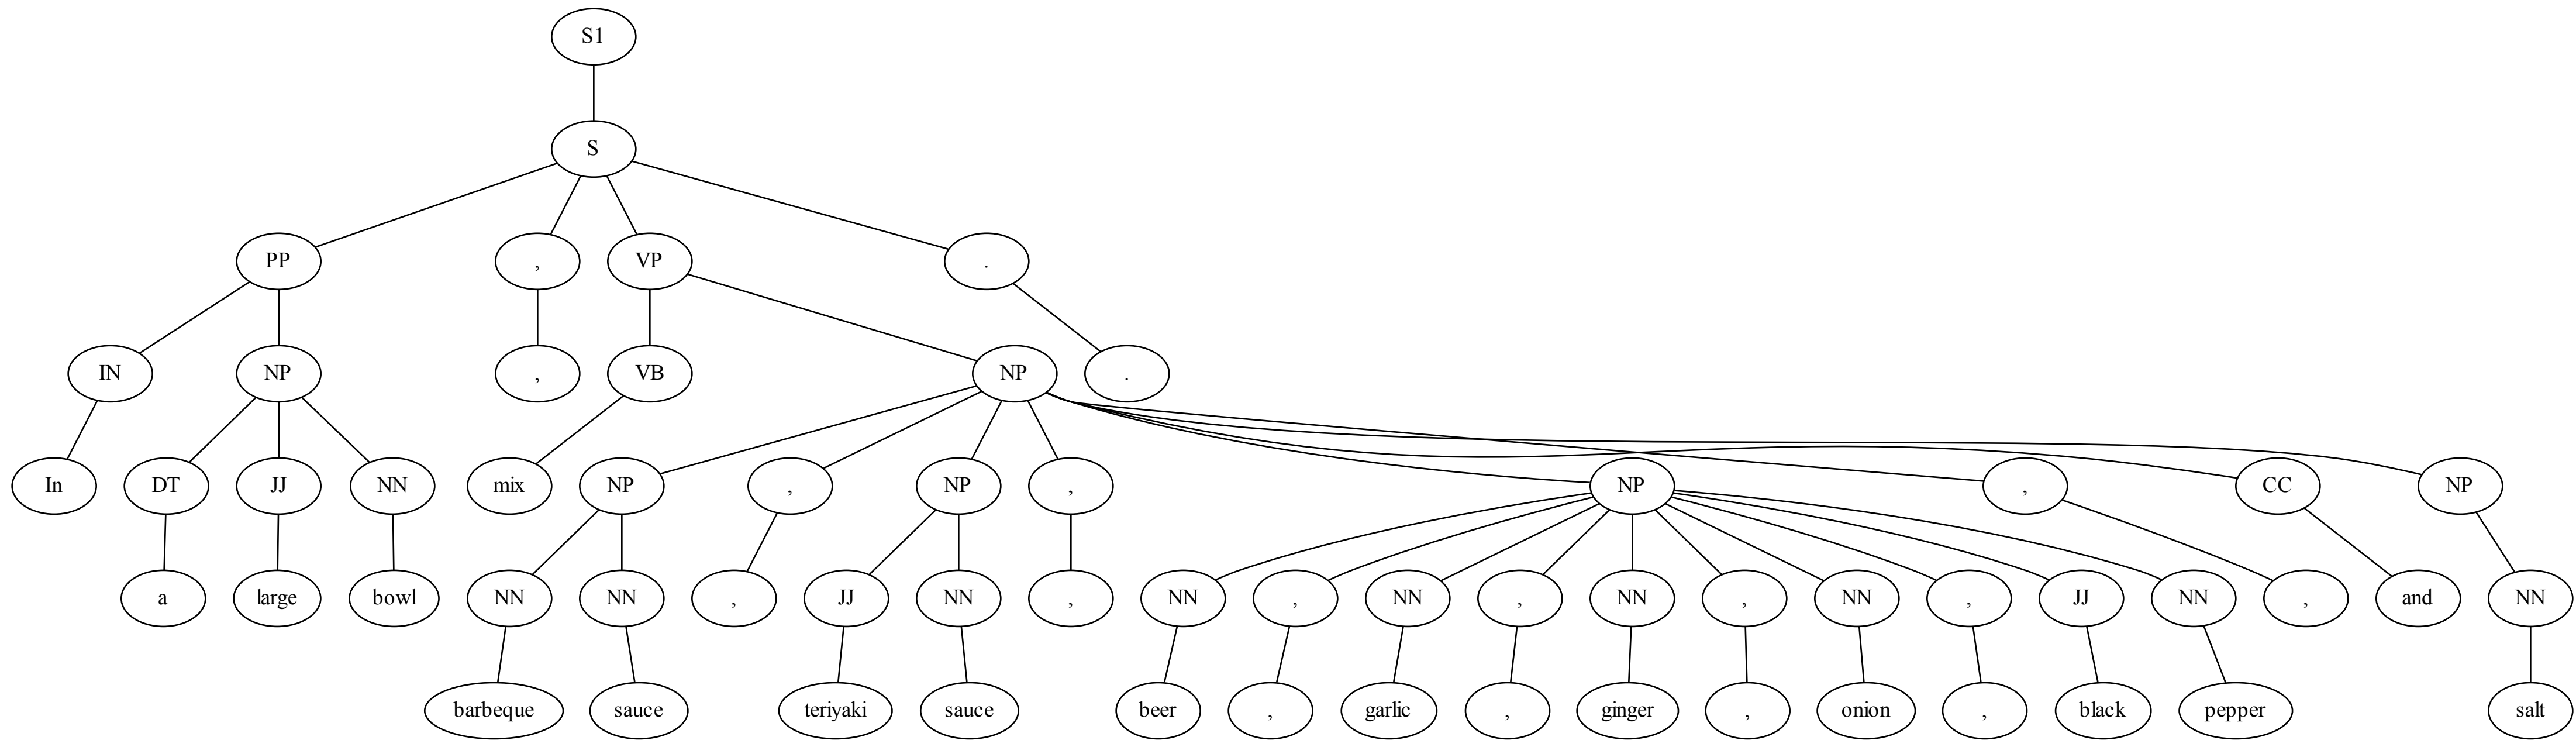 S1
S
PP , VP .
IN NP , VB NP .
In DT JJ NN mix NP , NP , NP , CC NP
a large bowl NN NN , JJ NN , NN , NN , NN , NN , JJ NN , and NN
barbeque sauce teriyaki sauce beer , garlic , ginger , onion , black pepper salt